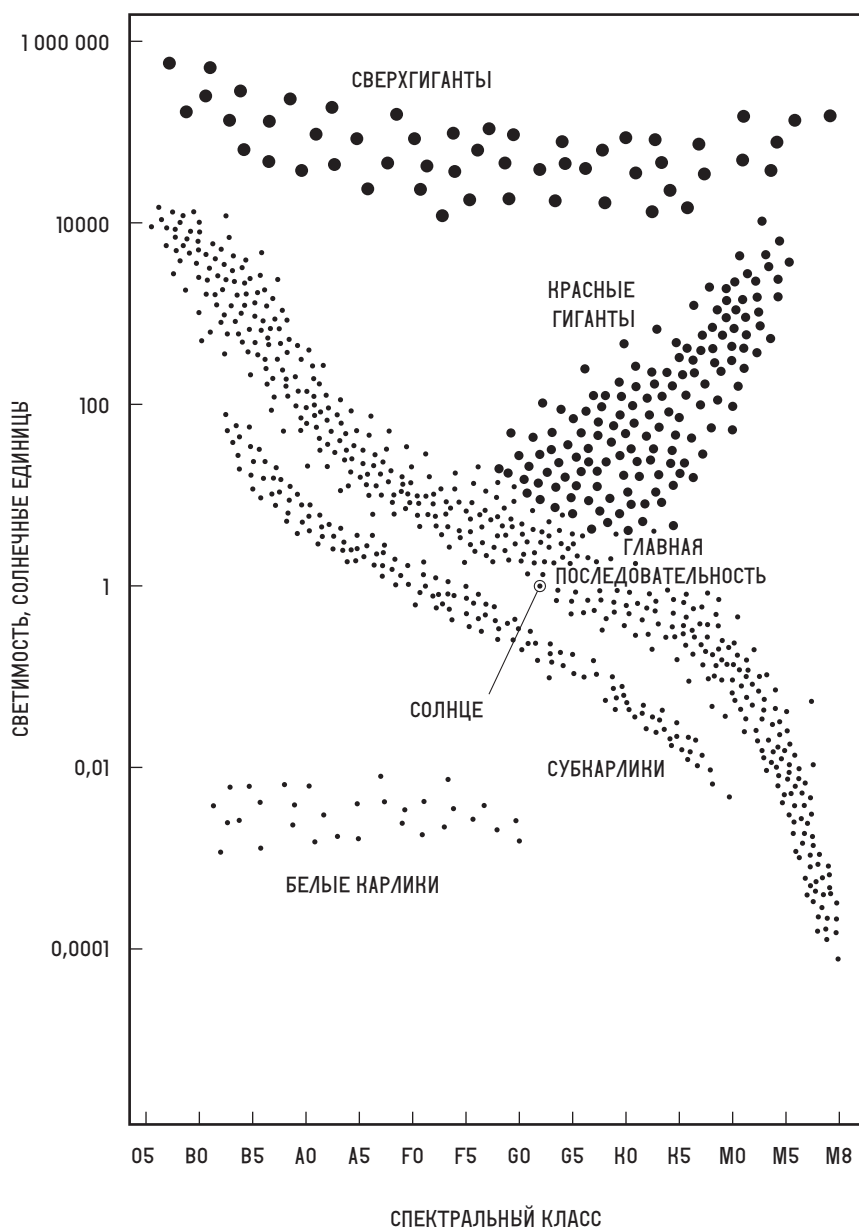 1 000 000
СВЕРХГИГАНТЫ
10000
КРАСНЫЕ
ГИГАНТЫ
100
ГЛАВНАЯ
1
ПОСЛЕДОВАТЕЛЬНОСТЬ
СОЛНЦЕ
СУБКАРЛИКИ
0,01
БЕЛЫЕ КАРЛИКИ
0,0001
СВЕТИМОСТЬ, СОЛНЕЧНЫЕ ЕДИНИЦЫ
O5 B0 B5 A0 A5 F0 F5 G0 G5 K0 K5 M0 M5 M8
СПЕКТРАЛЬНЫЙ КЛАСС